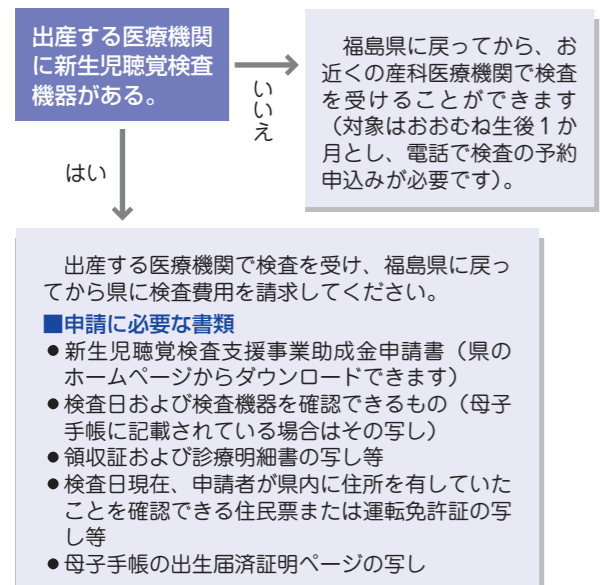 出産する医療機関
に新生児聴覚検査
機器がある。
いいえ
福島県に戻ってから、お
近くの産科医療機関で検査
を受けることができます
（対象はおおむね生後１か
月とし、電話で検査の予約
申込みが必要です）。
はい
出産する医療機関で検査を受け、福島県に戻っ
てから県に検査費用を請求してください。
■申請に必要な書類
●新生児聴覚検査支援事業助成金申請書（県の
ホームページからダウンロードできます）
●検査日および検査機器を確認できるもの（母子
手帳に記載されている場合はその写し）
●領収証および診療明細書の写し等
●検査日現在、申請者が県内に住所を有していた
ことを確認できる住民票または運転免許証の写
し等
●母子手帳の出生届済証明ページの写し